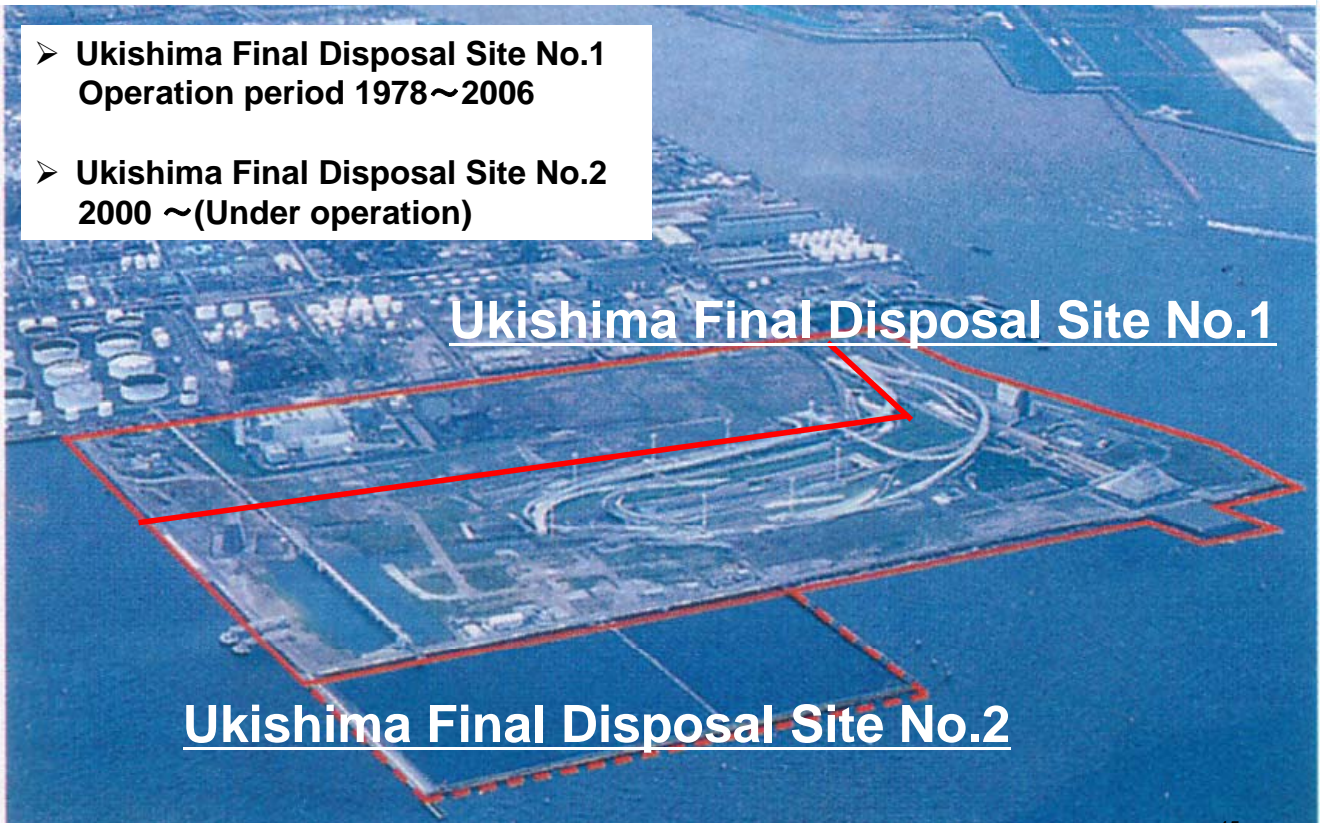 ➢ Ukishima Final Disposal Site No.1
Operation period 1978～2006
➢ Ukishima Final Disposal Site No.2
2000 ～(Under operation)
Ukishima Final Disposal Site No.1
Ukishima Final Disposal Site No.2